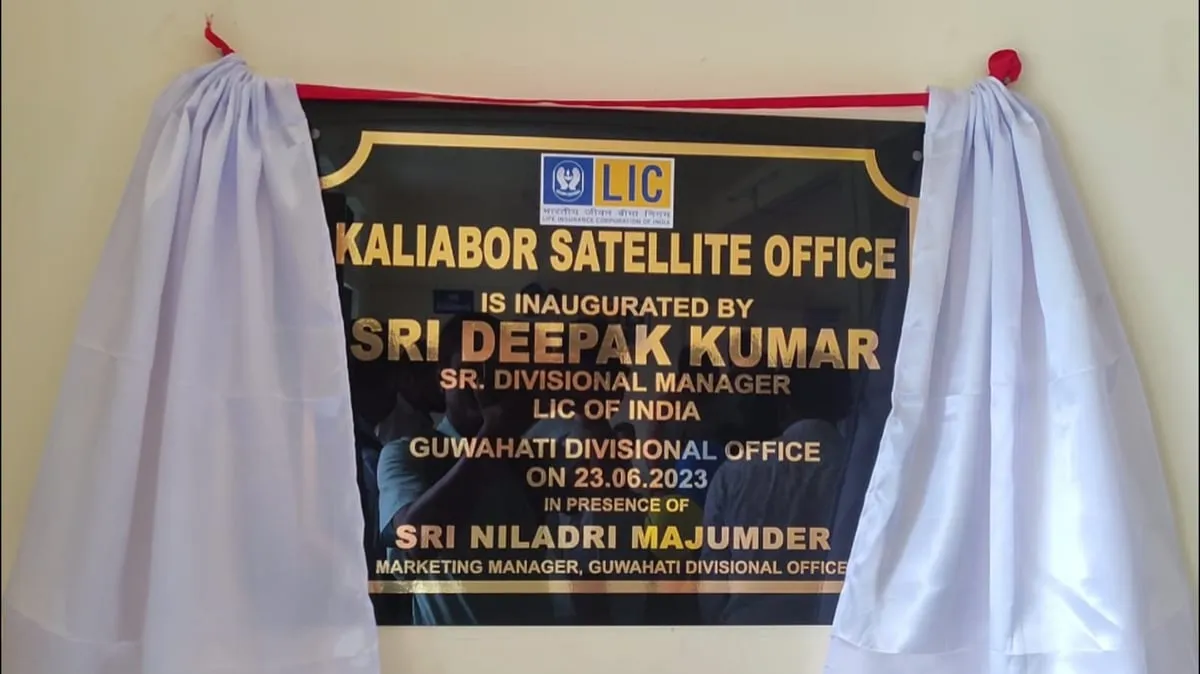 LIC
भारतीय जीवन बीमा निगम
LIFE INSURANCE CORPORATION OF INDIA
KALIABOR SATELLITE OFFICE
IS INAUGURATED BY
SRI DEEPAK KUMAR
SR. DIVISIONAL MANAGER
LIC OF INDIA
GUWAHATI DIVISIONAL OFFICE
ON 23.06.2023
IN PRESENCE OF
SRI NILADRI MAJUMDER
MARKETING MANAGER, GUWAHATI DIVISIONAL OFFICE